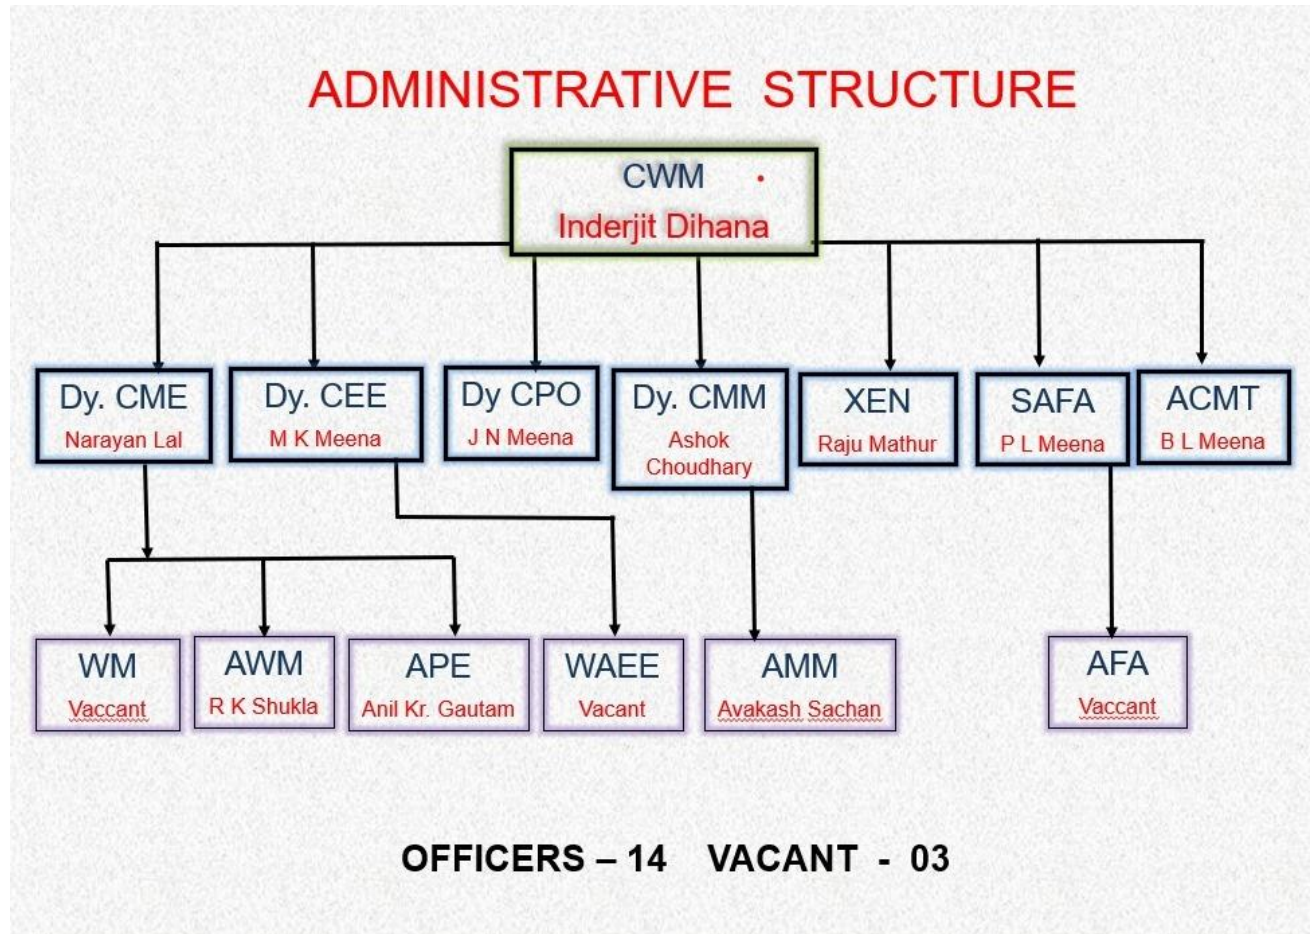 ADMINISTRATIVE STRUCTURE
CWM
Inderjit Dihana
Dy. CME
Narayan Lal
Dy. CEE
M K Meena
Dy CPO
J N Meena
Dy. CMM
Ashok
Choudhary
XEN
Raju Mathur
SAFA
P L Meena
ACMT
B L Meena
WM
Vaccant
AWM
R K Shukla
APE
Anil Kr. Gautam
WAEE
Vacant
AMM
Avakash Sachan
AFA
Vaccant
OFFICERS – 14 VACANT - 03